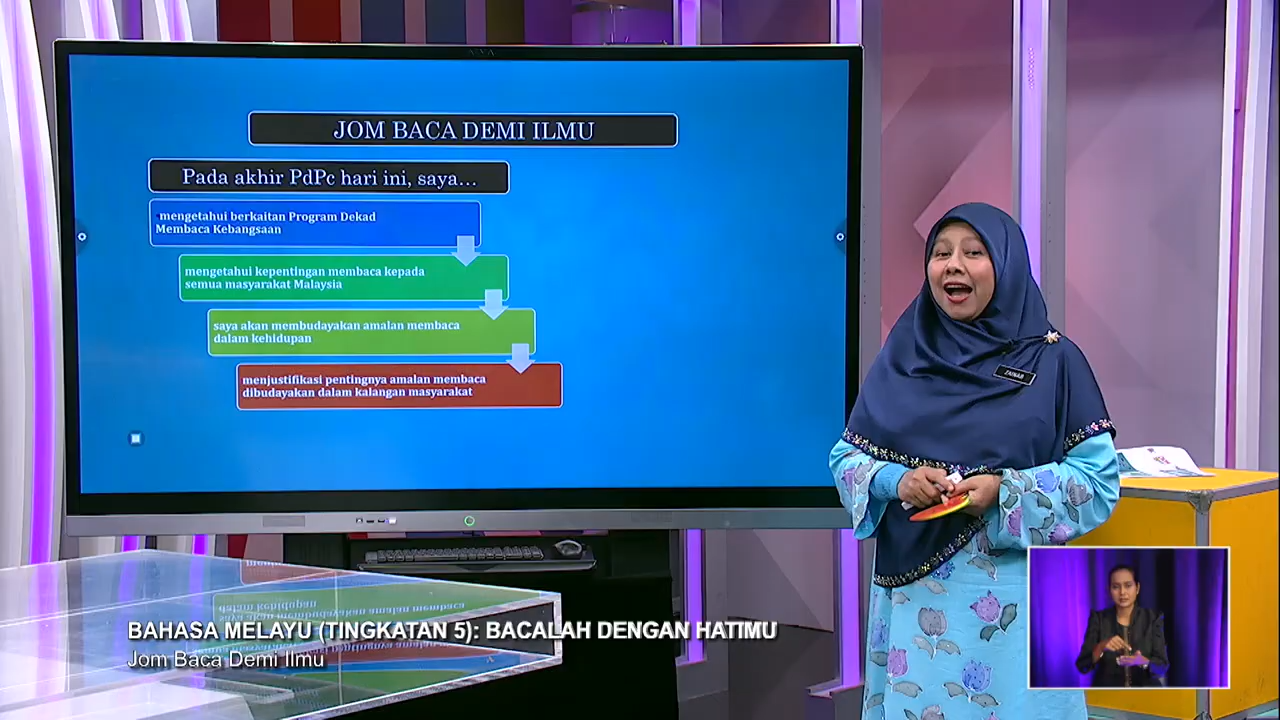 JOM BACA DEMI ILMU
Pada akhir PdPc hari ini, saya...
mengetahui berkaitan Program Dekad
Membaca Kebangsaan
mengetahui kepentingan membaca kepada
semua masyarakat Malaysia
saya akan membudayakan amalan membaca
dalam kehidupan
menjustifikasi pentingnya amalan membaca
dibudayakan dalam kalangan masyarakat
ZAINAB
BAHASA MELAYU (TINGKATAN 5): BACALAH DENGAN HATIMU
Jom Baca Demi Ilmu